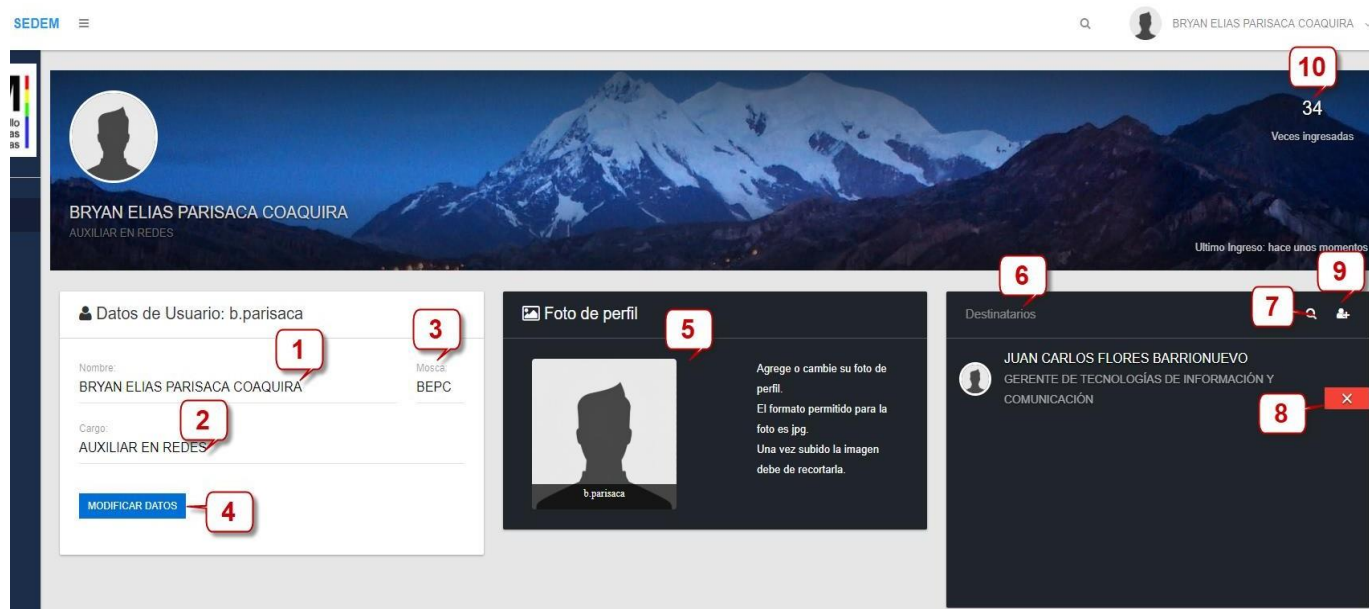 SEDEM
BRYAN ELIAS PARISACA COAQUIRA
10
34
Veces ingresadas
M
llo
as
as
BRYAN ELIAS PARISACA COAQUIRA
AUXILIAR EN REDES
Ultimo Ingreso: hace unos momentos
Datos de Usuario: b.parisaca
1
3
Nombre:
BRYAN ELIAS PARISACA COAQUIRA
Mosca:
BEPC
2
Cargo:
AUXILIAR EN REDES
MODIFICAR DATOS
4
Foto de perfil
5
b.parisaca
Agrege o cambie su foto de
perfil.
El formato permitido para la
foto es jpg.
Una vez subido la imagen
debe de recortarla.
6
9
Destinatarios
7
JUAN CARLOS FLORES BARRIONUEVO
GERENTE DE TECNOLOGÍAS DE INFORMACIÓN Y
COMUNICACIÓN
8